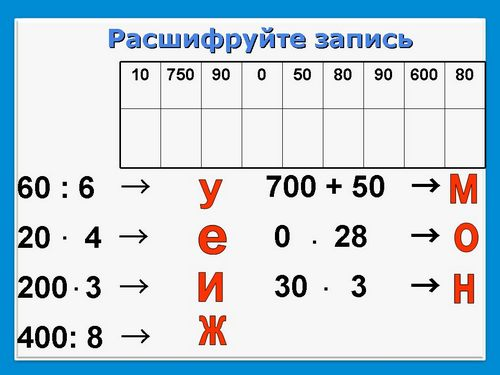 Расшифруйте запись
10 750 90 0 50 80 90 600 80
60 : 6 → у 700 + 50 → м
20 · 4 → е 0 · 28 → о
200 · 3 → и 30 · 3 → н
400: 8 → ж